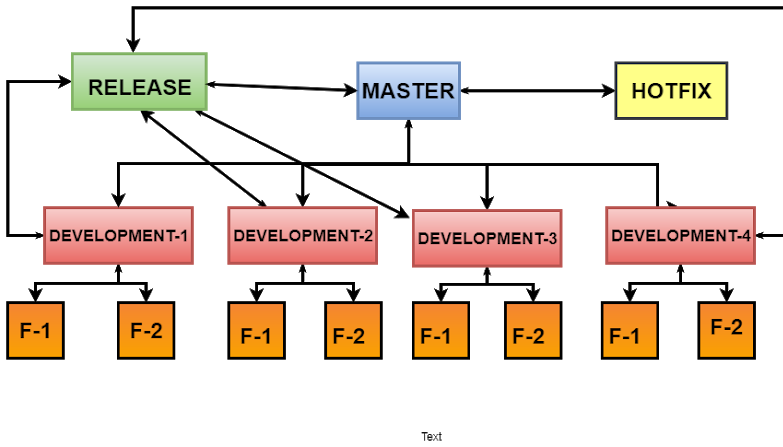 RELEASE
MASTER
HOTFIX
DEVELOPMENT-1
DEVELOPMENT-2
DEVELOPMENT-3
DEVELOPMENT-4
F-1
F-2
F-1
F-2
F-1
F-2
F-1
F-2
Text